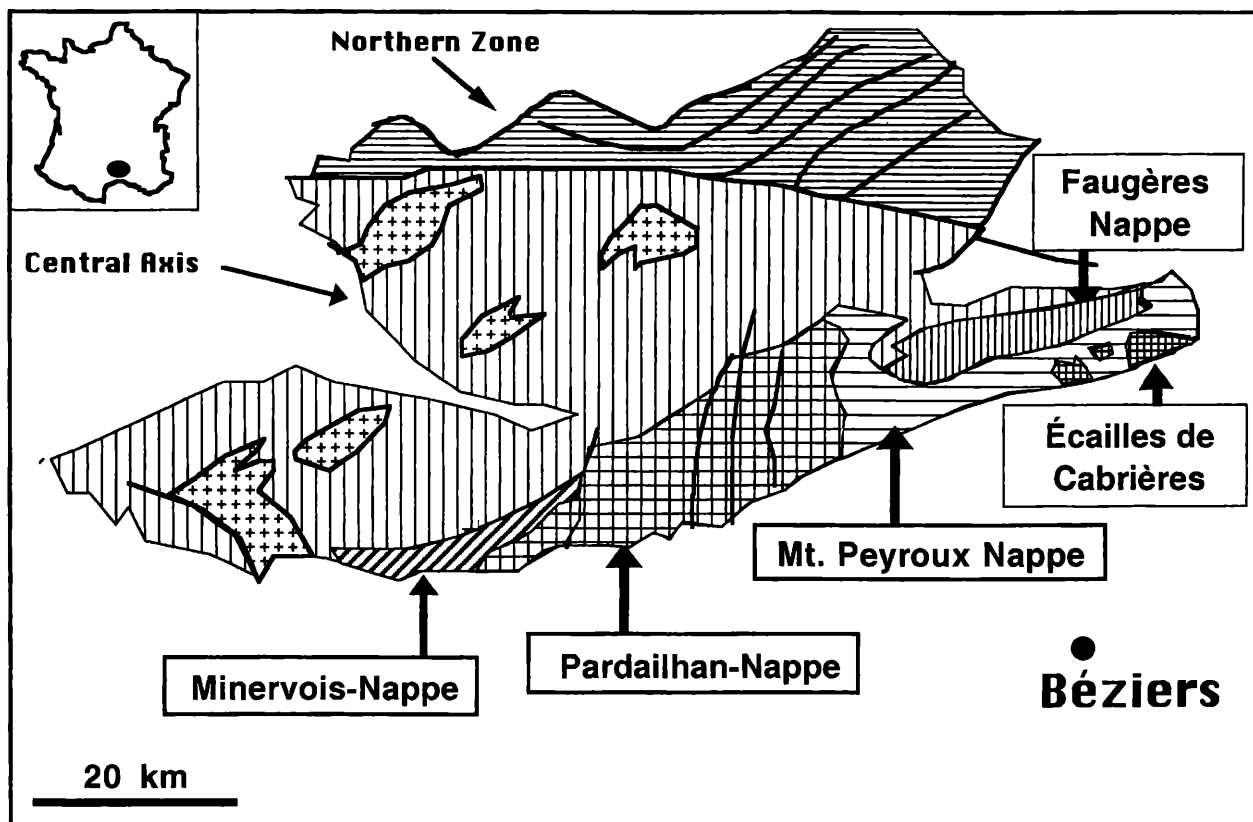 Northern Zone
Faugères
Nappe
Central Axis
Écailles de
Cabrières
Mt. Peyroux Nappe
Pardailhan-Nappe
Minervois-Nappe
Béziers
20 km